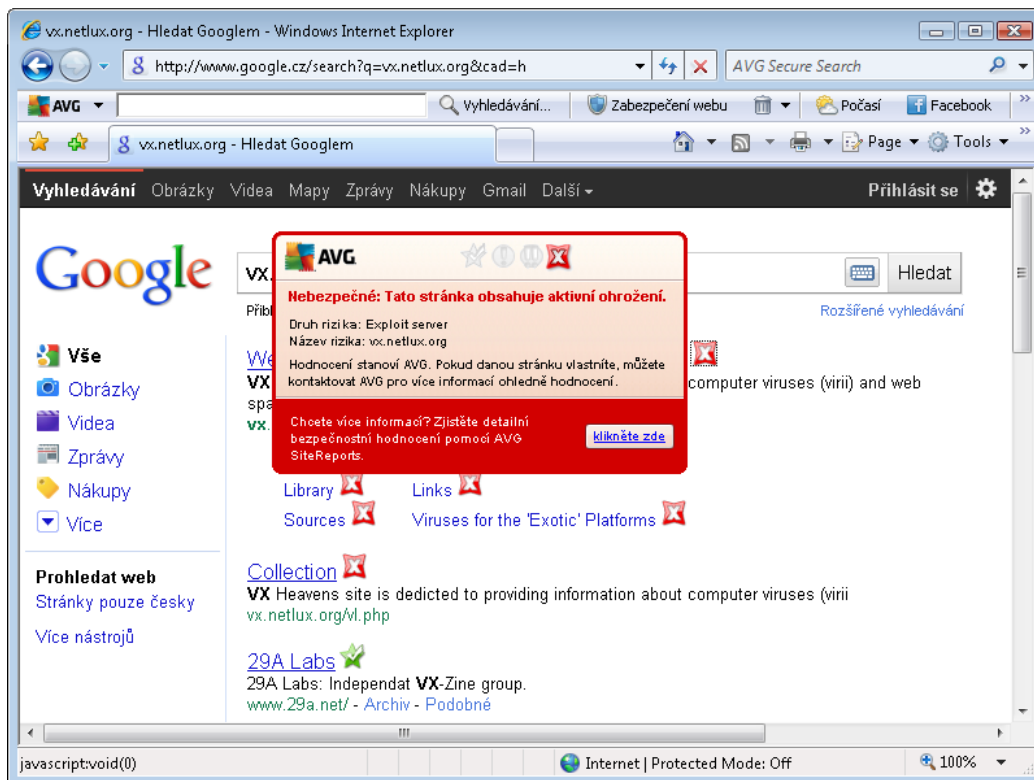 vx.netlux.org - Hledat Googlem - Windows Internet Explorer
http://www.google.cz/search?q=vx.netlux.org&cad=h
AVG Secure Search
AVG
Vyhledávání...
Zabezpečení webu
Počasí
Facebook
vx.netlux.org - Hledat Googlem
Page
Tools
Vyhledávání Obrázky Videa Mapy Zprávy Nákupy Gmail Další
Přihlásit se
Google
vx.
Hledat
Rozšířené vyhledávání
AVG
Nebezpečné: Tato stránka obsahuje aktivní ohrožení.
Druh rizika: Exploit server
Název rizika: vx.netlux.org
Hodnocení stanoví AVG. Pokud danou stránku vlastníte, můžete
kontaktovat AVG pro více informací ohledně hodnocení.
Chcete více informací? Zjistěte detailní
bezpečnostní hodnocení pomocí AVG
SiteReports.
klikněte zde
Vše
Obrázky
Videa
Zprávy
Nákupy
Více
Prohledat web
Stránky pouze česky
Více nástrojů
VX
computer viruses (virii) and web
vx.
Library
Links
Sources
Viruses for the 'Exotic' Platforms
Collection
VX Heavens site is dedicted to providing information about computer viruses (virii
vx.netlux.org/vl.php
29A Labs
29A Labs: Independat VX-Zine group.
www.29a.net/ - Archiv - Podobné
javascript:void(0)
Internet | Protected Mode: Off
100%